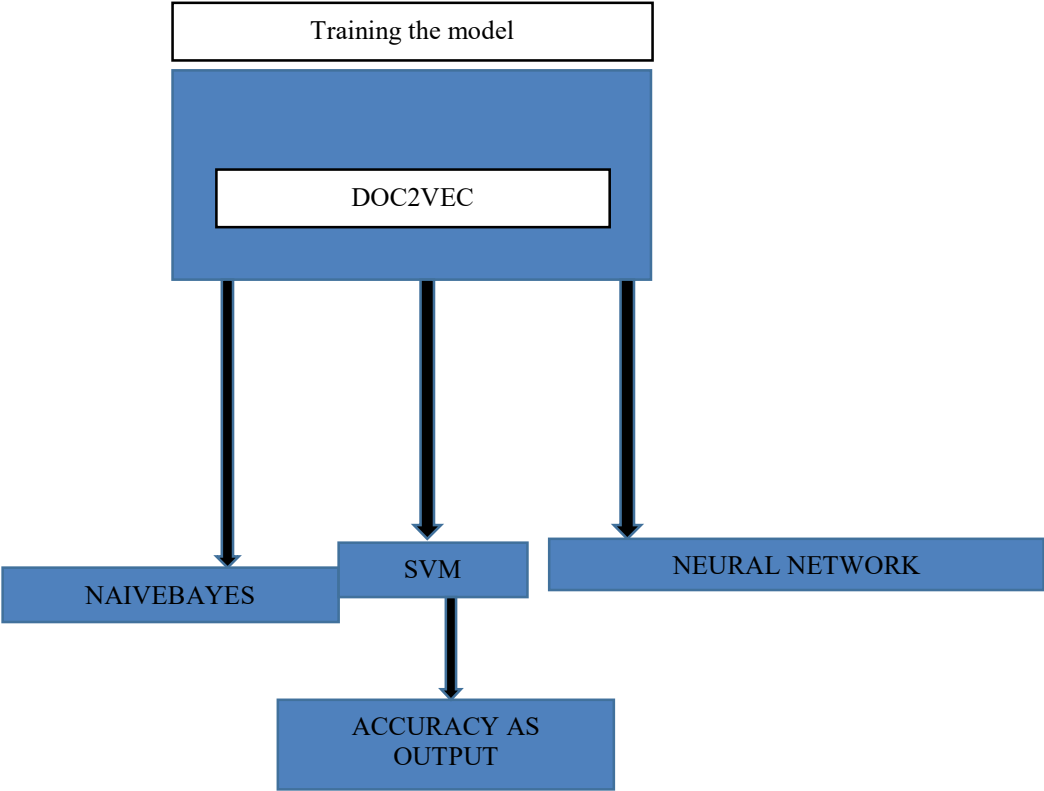 Training the model
DOC2VEC
SVM
NEURAL NETWORK
NAIVEBAYES
ACCURACY AS
OUTPUT